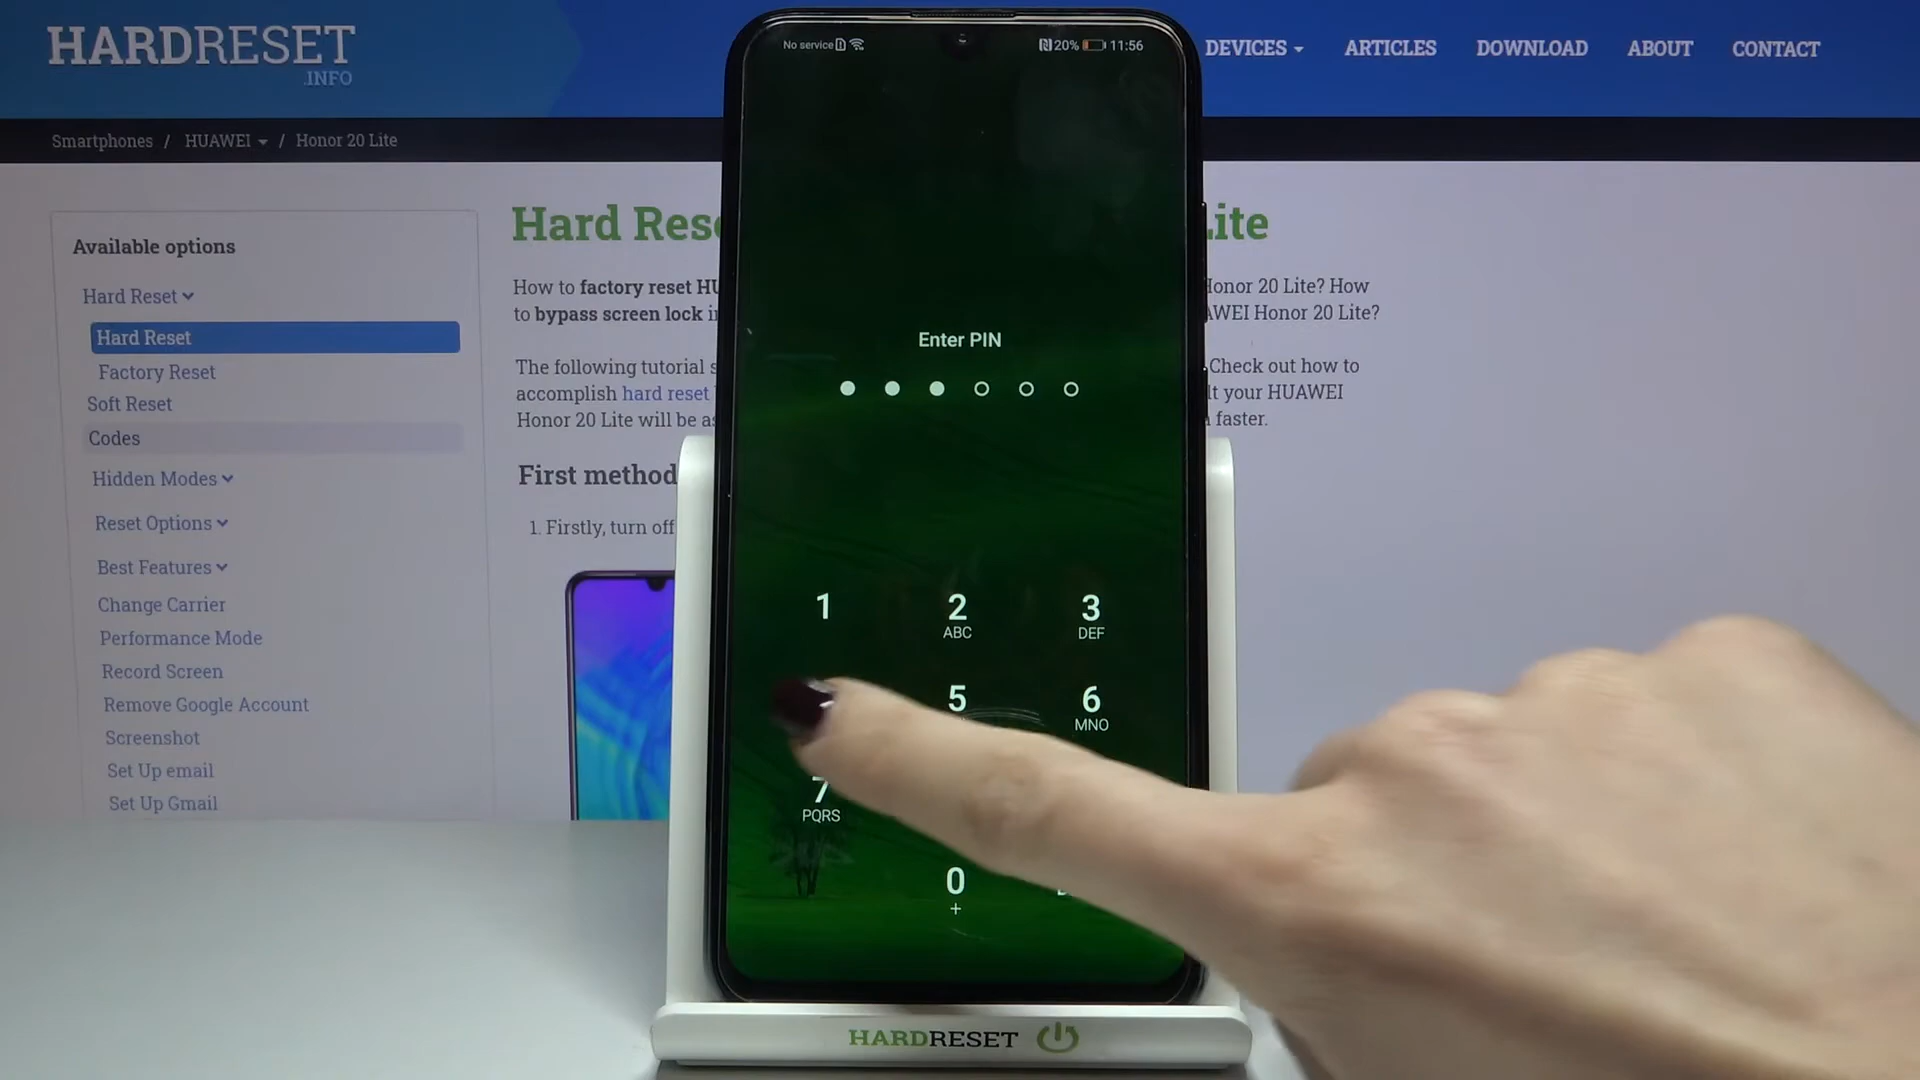 HARDRESET
.INFO
DEVICES
ARTICLES
DOWNLOAD
ABOUT
CONTACT
Smartphones / HUAWEI / Honor 20 Lite
Available options
Hard Reset
Hard Reset
Factory Reset
Soft Reset
Codes
Hidden Modes
Reset Options
Best Features
Change Carrier
Performance Mode
Record Screen
Remove Google Account
Screenshot
Set Up email
Set Up Gmail
Hard Rese
Lite
How to factory reset HU
Honor 20 Lite? How
to bypass screen lock i
AWEI Honor 20 Lite?
The following tutorial s
Check out how to
accomplish hard reset
lt your HUAWEI
Honor 20 Lite will be as
faster.
First method
1. Firstly, turn off
No service
20% 11:56
Enter PIN
1
2 ABC
3 DEF
5
6 MNO
7 PQRS
0 +
HARDRESET